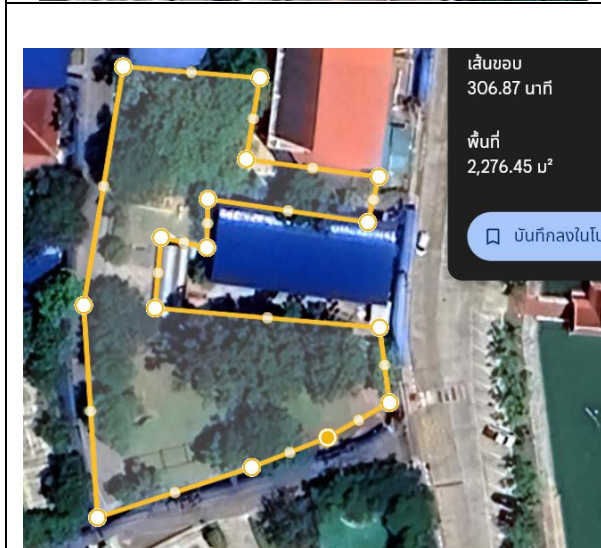 เส้นขอบ
306.87 นาที
พื้นที่
2,276.45 ม²
บันทึกลงในโ